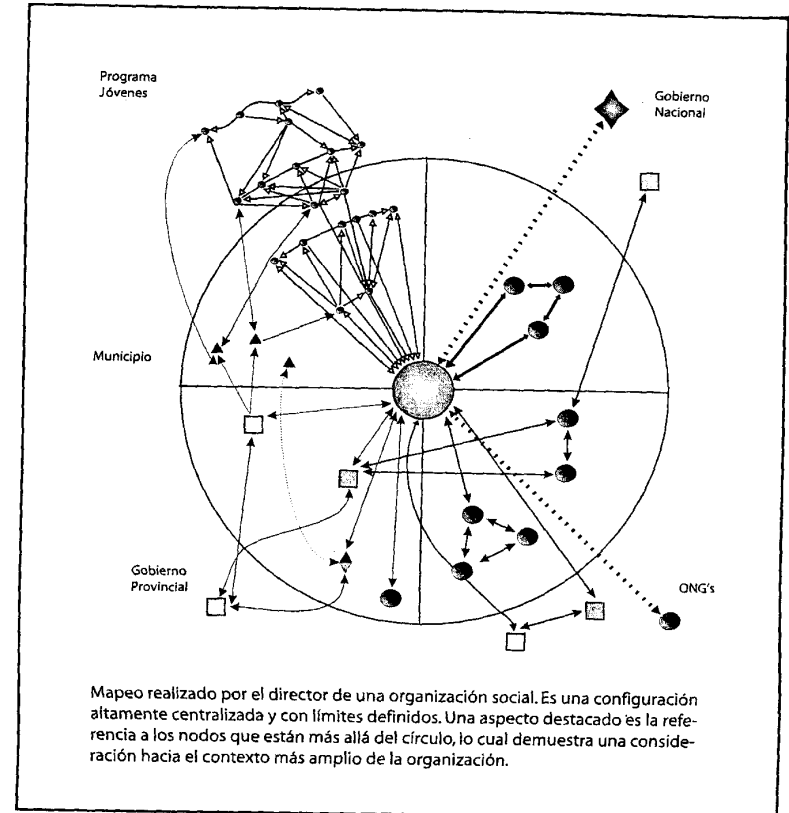 Programa
Jóvenes
Gobierno
Nacional
Municipio
Gobierno
Provincial
ONG's
Mapeo realizado por el director de una organización social. Es una configuración
altamente centralizada y con límites definidos. Una aspecto destacado es la refe-
rencia a los nodos que están más allá del círculo, lo cual demuestra una conside-
ración hacia el contexto más amplio de la organización.